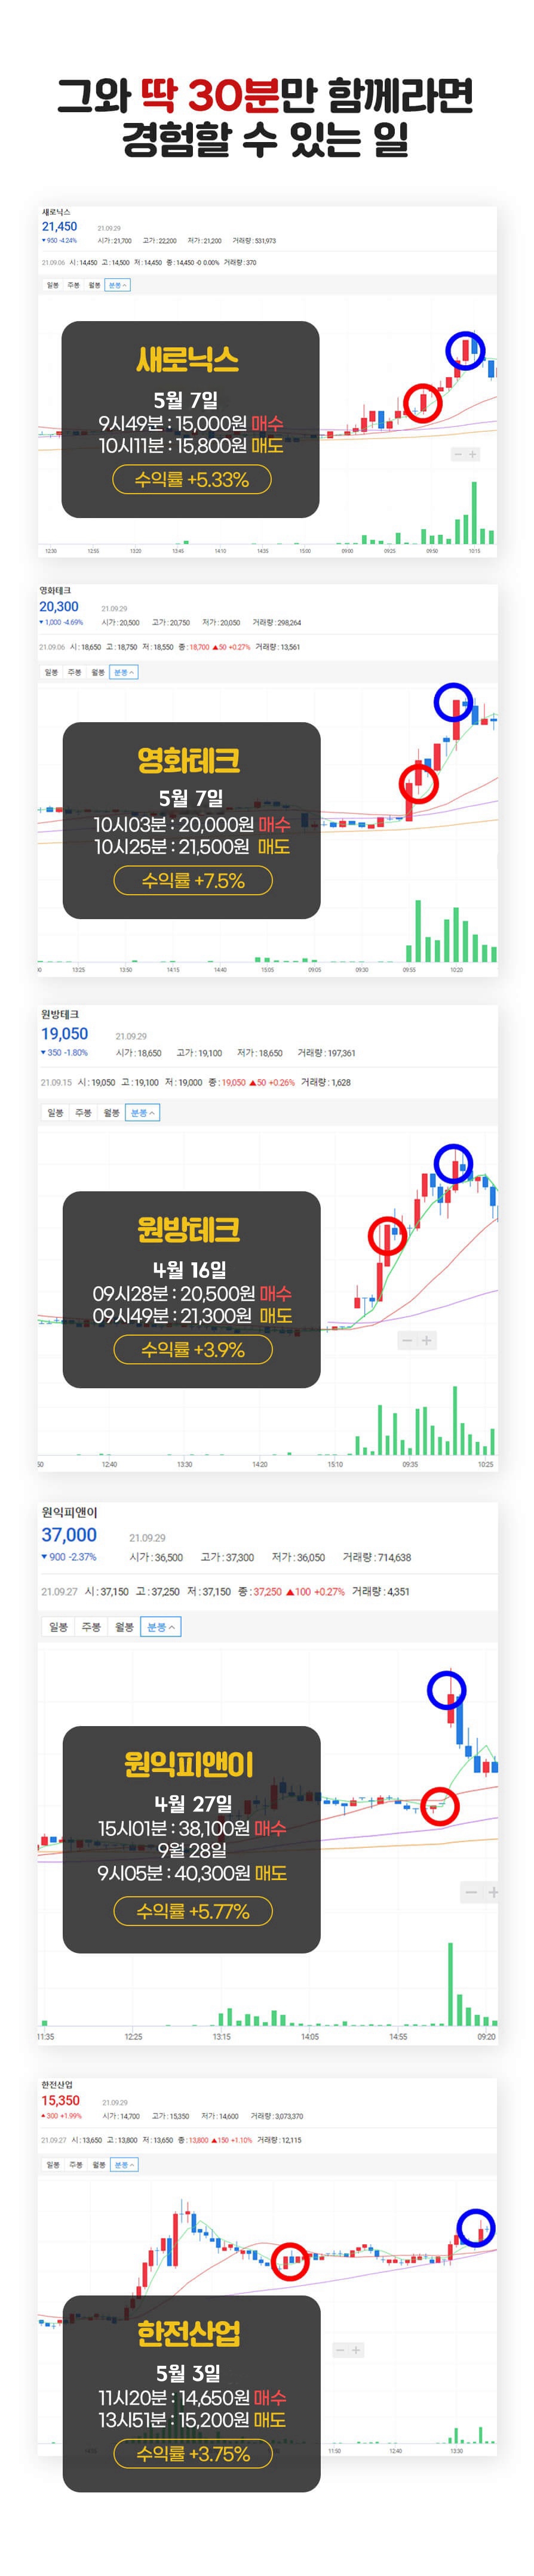 그와 딱 30분만 함께라면
경험할 수 있는 일
새로닉스
21,450 21.09.29
▼950 -4.24% 시가:21,700 고가:22,200 저가:21,200 거래량:531,973
21.09.06 시:14,450 고:14,500 저:14,450 종:14,450 -0 0.00% 거래량:370
일봉 주봉 월봉 분봉
새로닉스
5월 7일
9시49분 : 15,000원 매수
10시11분 : 15,800원 매도
수익률 +5.33%
12:30 12:55 13:20 13:45 14:10 14:35 15:00 09:00 09:25 09:50 10:15
영화테크
20,300 21.09.29
▼1,000 -4.69% 시가:20,500 고가:20,750 저가:20,050 거래량:298,264
21.09.06 시:18,650 고:18,750 저:18,550 종:18,700 ▲50 +0.27% 거래량:13,561
일봉 주봉 월봉 분봉
영화테크
5월 7일
10시03분 : 20,000원 매수
10시25분 : 21,500원 매도
수익률 +7.5%
13:25 13:50 14:15 14:40 15:05 09:05 09:30 09:55 10:20
원방테크
19,050 21.09.29
▼350 -1.80% 시가:18,650 고가:19,100 저가:18,650 거래량:197,361
21.09.15 시:19,050 고:19,100 저:19,000 종:19,050 ▲50 +0.26% 거래량:1,628
일봉 주봉 월봉 분봉
원방테크
4월 16일
09시28분 : 20,500원 매수
09시49분 : 21,300원 매도
수익률 +3.9%
50 12:40 13:30 14:20 15:10 09:35 10:25
원익피앤이
37,000 21.09.29
▼900 -2.37% 시가:36,500 고가:37,300 저가:36,050 거래량:714,638
21.09.27 시:37,150 고:37,250 저:37,150 종:37,250 ▲100 +0.27% 거래량:4,351
일봉 주봉 월봉 분봉
원익피앤이
4월 27일
15시01분 : 38,100원 매수
9월 28일
9시05분 : 40,300원 매도
수익률 +5.77%
11:35 12:25 13:15 14:05 14:55 09:20
한전산업
15,350 21.09.29
▲300 +1.99% 시가:14,700 고가:15,350 저가:14,600 거래량:3,073,370
21.09.27 시:13,650 고:13,800 저:13,650 종:13,800 ▲150 +1.10% 거래량:12,115
일봉 주봉 월봉 분봉
한전산업
5월 3일
11시20분 : 14,650원 매수
13시51분 : 15,200원 매도
수익률 +3.75%
11:50 12:40 13:30